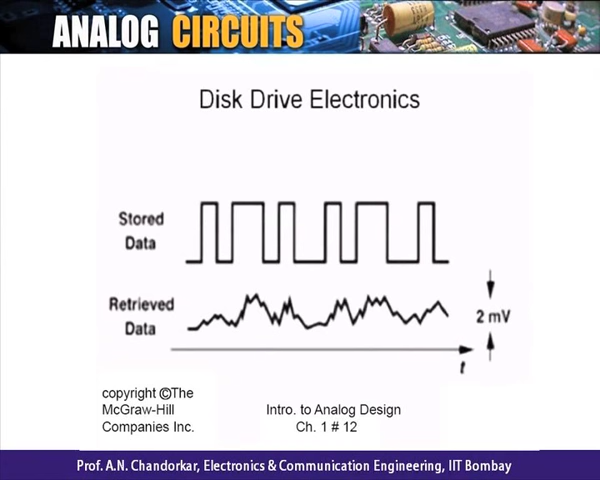 ANALOG CIRCUITS
Disk Drive Electronics
Stored
Data
Retrieved
Data
2 mV
t
copyright ©The
McGraw-Hill
Companies Inc.
Intro. to Analog Design
Ch. 1 # 12
Prof. A.N. Chandorkar, Electronics & Communication Engineering, IIT Bombay